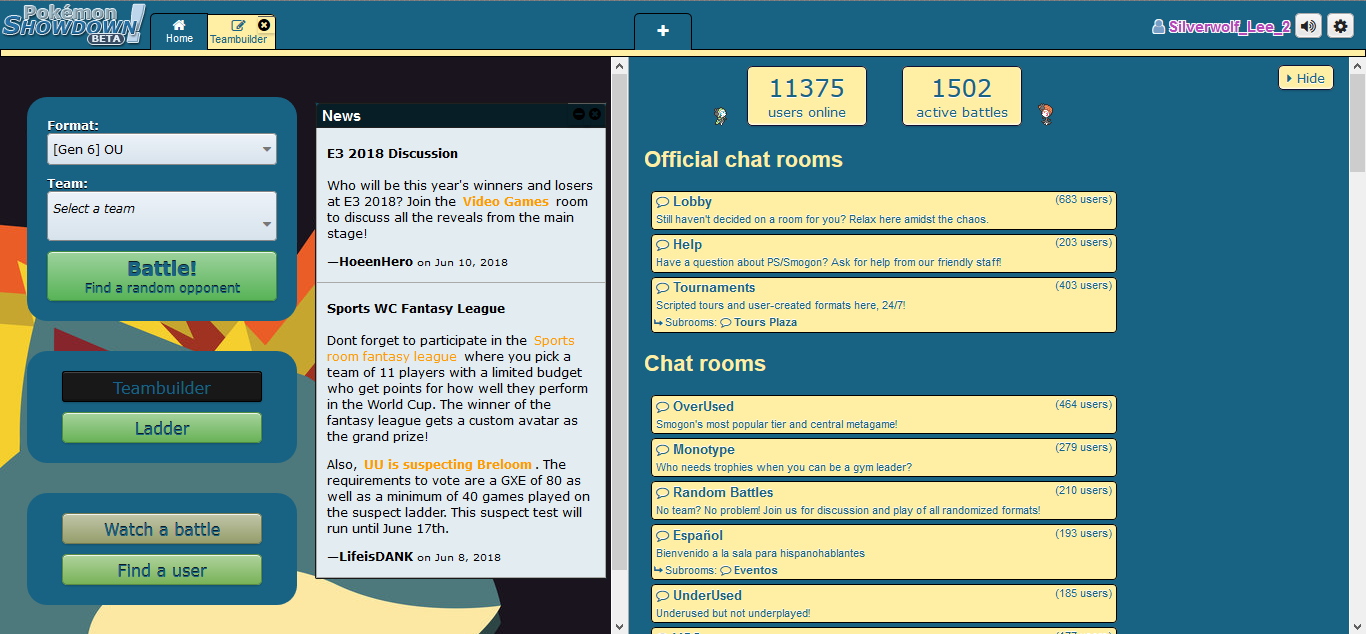 Pokémon
SHOWDOWN!
BETA
Home
Teambuilder
+
Silverwolf_Lee_2
Format:
[Gen 6] OU
Team:
Select a team
Battle!
Find a random opponent
Teambuilder
Ladder
Watch a battle
Find a user
News
E3 2018 Discussion
Who will be this year's winners and losers
at E3 2018? Join the Video Games room
to discuss all the reveals from the main
stage!
—HoeenHero on Jun 10, 2018
Sports WC Fantasy League
Dont forget to participate in the Sports
room fantasy league where you pick a
team of 11 players with a limited budget
who get points for how well they perform
in the World Cup. The winner of the
fantasy league gets a custom avatar as
the grand prize!
Also, UU is suspecting Breloom. The
requirements to vote are a GXE of 80 as
well as a minimum of 40 games played on
the suspect ladder. This suspect test will
run until June 17th.
—LifeisDANK on Jun 8, 2018
11375
users online
1502
active battles
Hide
Official chat rooms
Lobby (683 users)
Still haven't decided on a room for you? Relax here amidst the chaos.
Help (203 users)
Have a question about PS/Smogon? Ask for help from our friendly staff!
Tournaments (403 users)
Scripted tours and user-created formats here, 24/7!
Subrooms: Tours Plaza
Chat rooms
OverUsed (464 users)
Smogon's most popular tier and central metagame!
Monotype (279 users)
Who needs trophies when you can be a gym leader?
Random Battles (210 users)
No team? No problem! Join us for discussion and play of all randomized formats!
Español (193 users)
Bienvenido a la sala para hispanohablantes
Subrooms: Eventos
UnderUsed (185 users)
Underused but not underplayed!